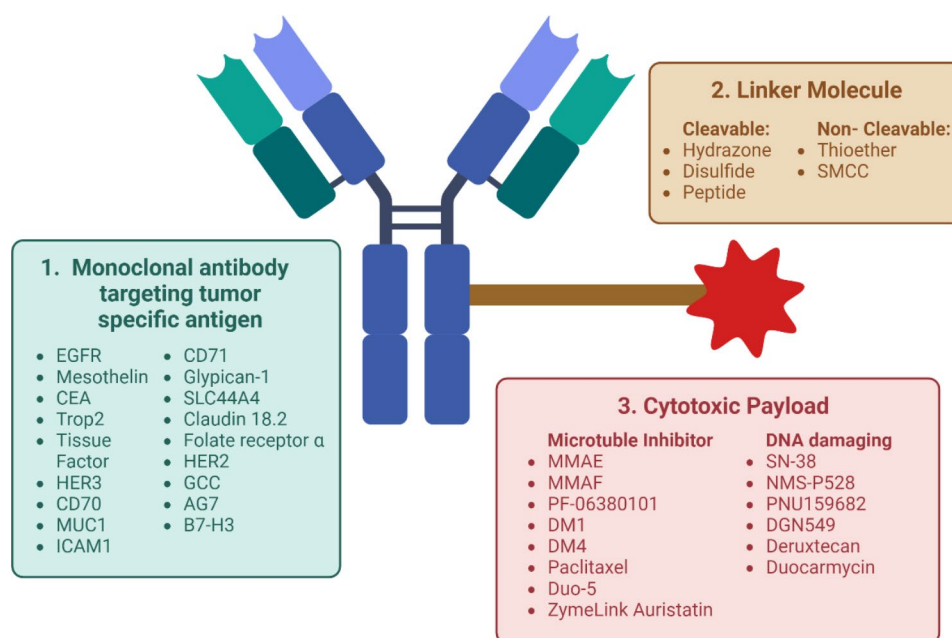 2. Linker Molecule
Cleavable:
• Hydrazone
• Disulfide
• Peptide
Non- Cleavable:
• Thioether
• SMCC
1. Monoclonal antibody
targeting tumor
specific antigen
• EGFR
• Mesothelin
• CEA
• Trop2
• Tissue
Factor
• HER3
• CD70
• MUC1
• ICAM1
• CD71
• Glypican-1
• SLC44A4
• Claudin 18.2
• Folate receptor α
• HER2
• GCC
• AG7
• B7-H3
3. Cytotoxic Payload
Microtuble Inhibitor
• MMAE
• MMAF
• PF-06380101
• DM1
• DM4
• Paclitaxel
• Duo-5
• ZymeLink Auristatin
DNA damaging
• SN-38
• NMS-P528
• PNU159682
• DGN549
• Deruxtecan
• Duocarmycin